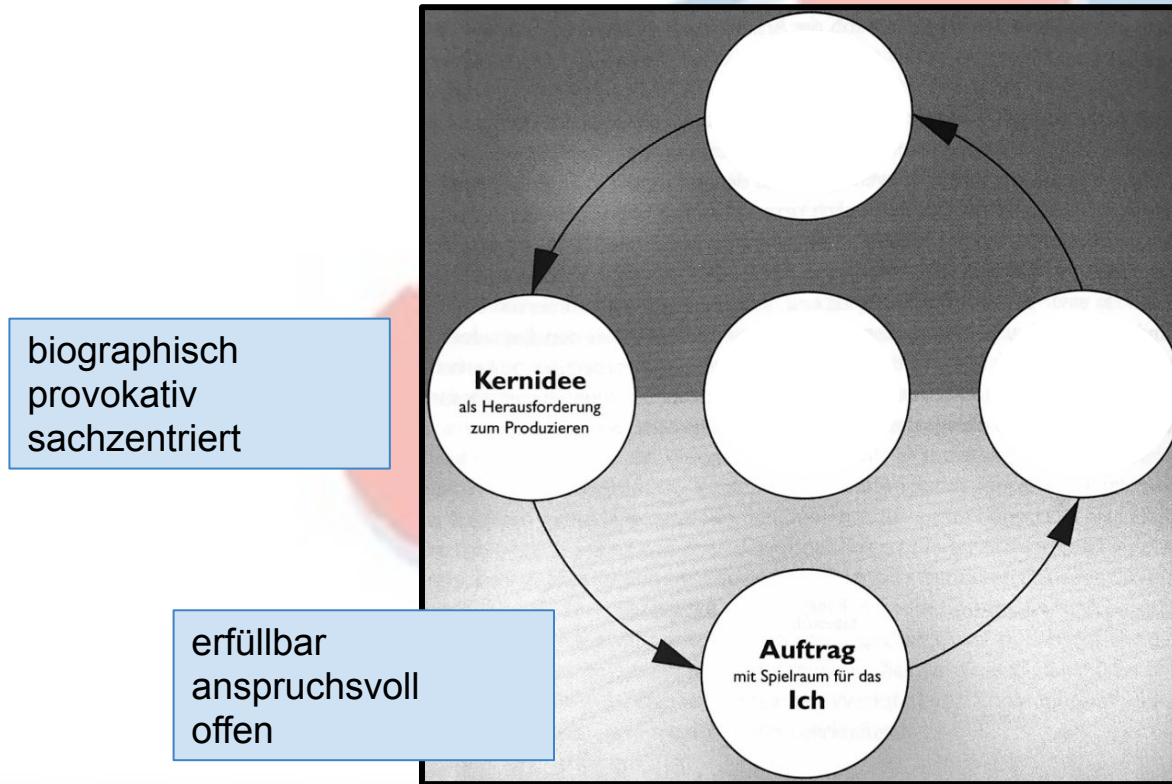 biographisch
provokativ
sachzentriert
Kernidee
als Herausforderung
zum Produzieren
erfüllbar
anspruchsvoll
offen
Auftrag
mit Spielraum für das
Ich